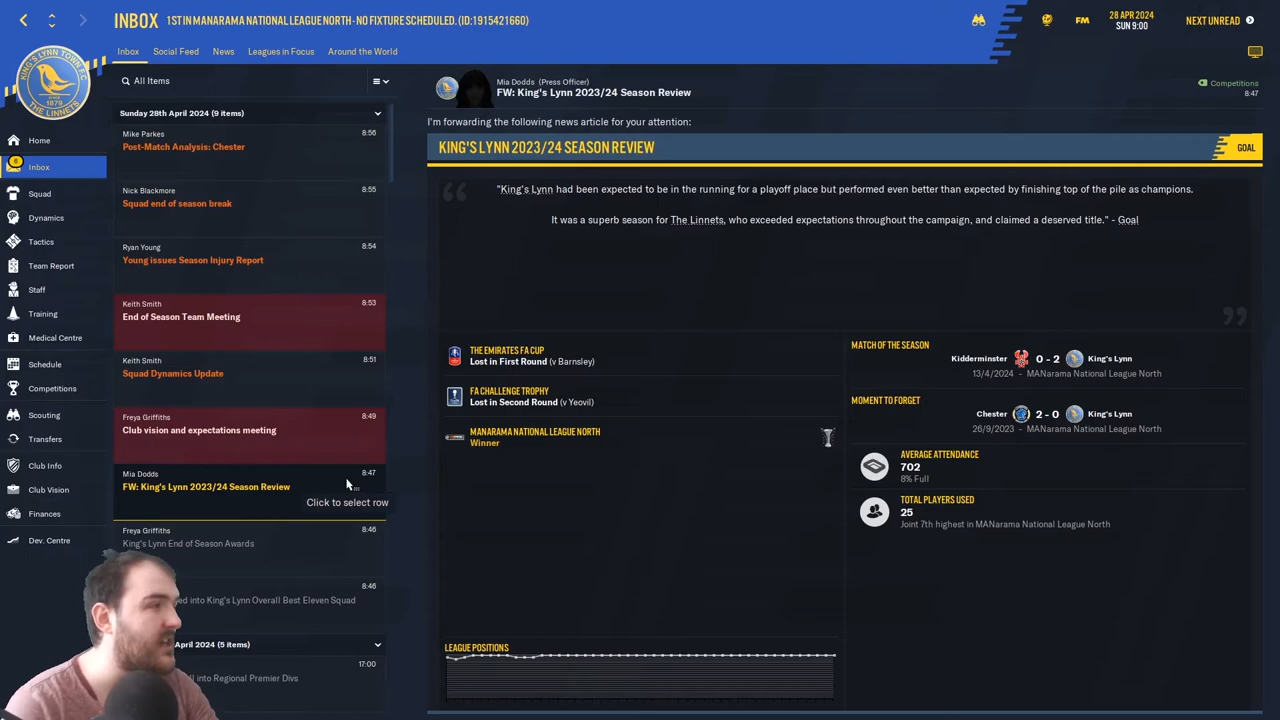 INBOX
1ST IN MANARAMA NATIONAL LEAGUE NORTH - NO FIXTURE SCHEDULED. (ID:1915421660)
FM
28 APR 2024
SUN 9:00
NEXT UNREAD
Inbox
Social Feed
News
Leagues in Focus
Around the World
KING'S LYNN TOWN F.C.
SINCE
1879
THE LINNETS
Home
6
Inbox
Squad
Dynamics
Tactics
Team Report
Staff
Training
Medical Centre
Schedule
Competitions
Scouting
Transfers
Club Info
Club Vision
Finances
Dev. Centre
All Items
Sunday 28th April 2024 (9 items)
Mike Parkes 8:56
Post-Match Analysis: Chester
Nick Blackmore 8:55
Squad end of season break
Ryan Young 8:54
Young issues Season Injury Report
Keith Smith 8:53
End of Season Team Meeting
Keith Smith 8:51
Squad Dynamics Update
Freya Griffiths 8:49
Club vision and expectations meeting
Mia Dodds 8:47
FW: King's Lynn 2023/24 Season Review
Click to select row
Freya Griffiths 8:46
King's Lynn End of Season Awards
8:46
into King's Lynn Overall Best Eleven Squad
April 2024 (5 items)
17:00
into Regional Premier Divs
Mia Dodds (Press Officer)
FW: King's Lynn 2023/24 Season Review
Competitions
8:47
I'm forwarding the following news article for your attention:
KING'S LYNN 2023/24 SEASON REVIEW
GOAL
"King's Lynn had been expected to be in the running for a playoff place but performed even better than expected by finishing top of the pile as champions.
It was a superb season for The Linnets, who exceeded expectations throughout the campaign, and claimed a deserved title." - Goal
THE EMIRATES FA CUP
Lost in First Round (v Barnsley)
FA CHALLENGE TROPHY
Lost in Second Round (v Yeovil)
MANARAMA NATIONAL LEAGUE NORTH
Winner
LEAGUE POSITIONS
MATCH OF THE SEASON
Kidderminster 0 - 2 King's Lynn
13/4/2024 - MANarama National League North
MOMENT TO FORGET
Chester 2 - 0 King's Lynn
26/9/2023 - MANarama National League North
AVERAGE ATTENDANCE
702
8% Full
TOTAL PLAYERS USED
25
Joint 7th highest in MANarama National League North